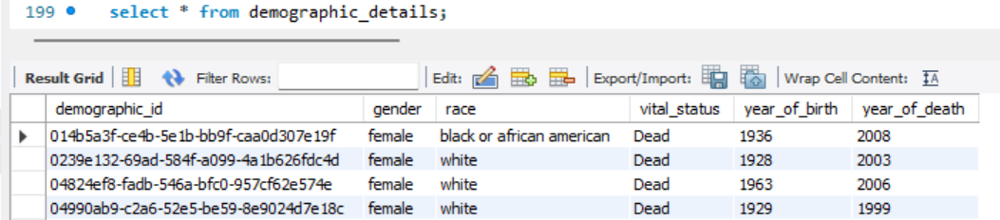 199 select * from demographic_details;
Result Grid Filter Rows: Edit: Export/Import: Wrap Cell Content: IA
demographic_id gender race vital_status year_of_birth year_of_death
014b5a3f-ce4b-5e1b-bb9f-caa0d307e19f female black or african american Dead 1936 2008
0239e132-69ad-584f-a099-4a1b626fdc4d female white Dead 1928 2003
04824ef8-fadb-546a-bfc0-957cf62e574e female white Dead 1963 2006
04990ab9-c2a6-52e5-be59-8e9024d7e18c female white Dead 1929 1999